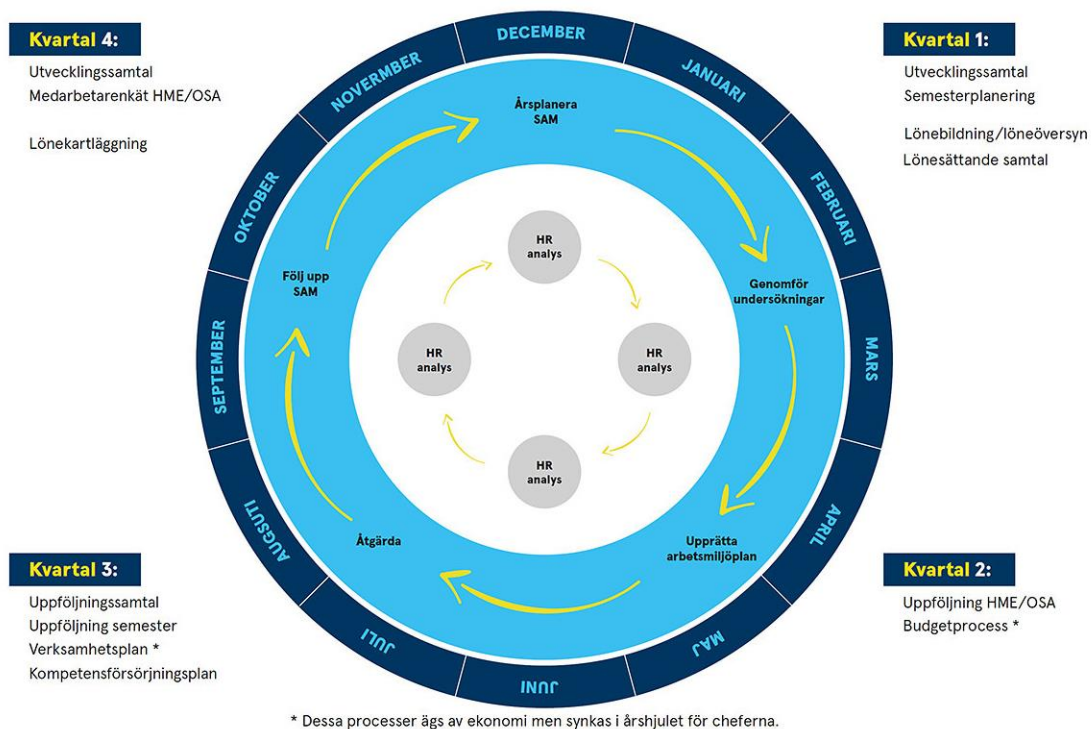 Kvartal 4:
Utvecklingssamtal
Medarbetarenkät HME/OSA
Lönekartläggning
Kvartal 1:
Utvecklingssamtal
Semesterplanering
Lönebildning/löneöversyn
Lönesättande samtal
DECEMBER
JANUARI
FEBRUARI
MARS
APRIL
MAJ
JUNI
JULI
AUGSUTI
SEPTEMBER
OKTOBER
NOVERMBER
Årsplanera
SAM
Genomför
undersökningar
Upprätta
arbetsmiljöplan
Åtgärda
Följ upp
SAM
HR
analys
HR
analys
HR
analys
HR
analys
Kvartal 3:
Uppföljningssamtal
Uppföljning semester
Verksamhetsplan *
Kompetensförsörjningsplan
Kvartal 2:
Uppföljning HME/OSA
Budgetprocess *
* Dessa processer ägs av ekonomi men synkas i årshjulet för cheferna.